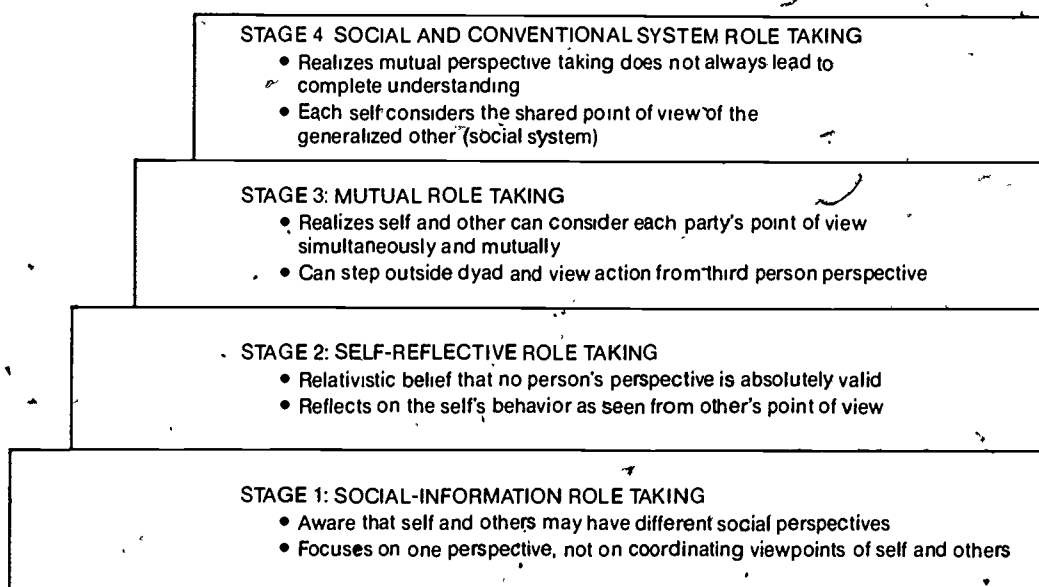 STAGE 4 SOCIAL AND CONVENTIONAL SYSTEM ROLE TAKING
• Realizes mutual perspective taking does not always lead to
complete understanding
• Each self considers the shared point of view of the
generalized other (social system)
STAGE 3: MUTUAL ROLE TAKING
• Realizes self and other can consider each party's point of view
simultaneously and mutually
• Can step outside dyad and view action from third person perspective
STAGE 2: SELF-REFLECTIVE ROLE TAKING
• Relativistic belief that no person's perspective is absolutely valid
• Reflects on the self's behavior as seen from other's point of view
STAGE 1: SOCIAL-INFORMATION ROLE TAKING
• Aware that self and others may have different social perspectives
• Focuses on one perspective, not on coordinating viewpoints of self and others